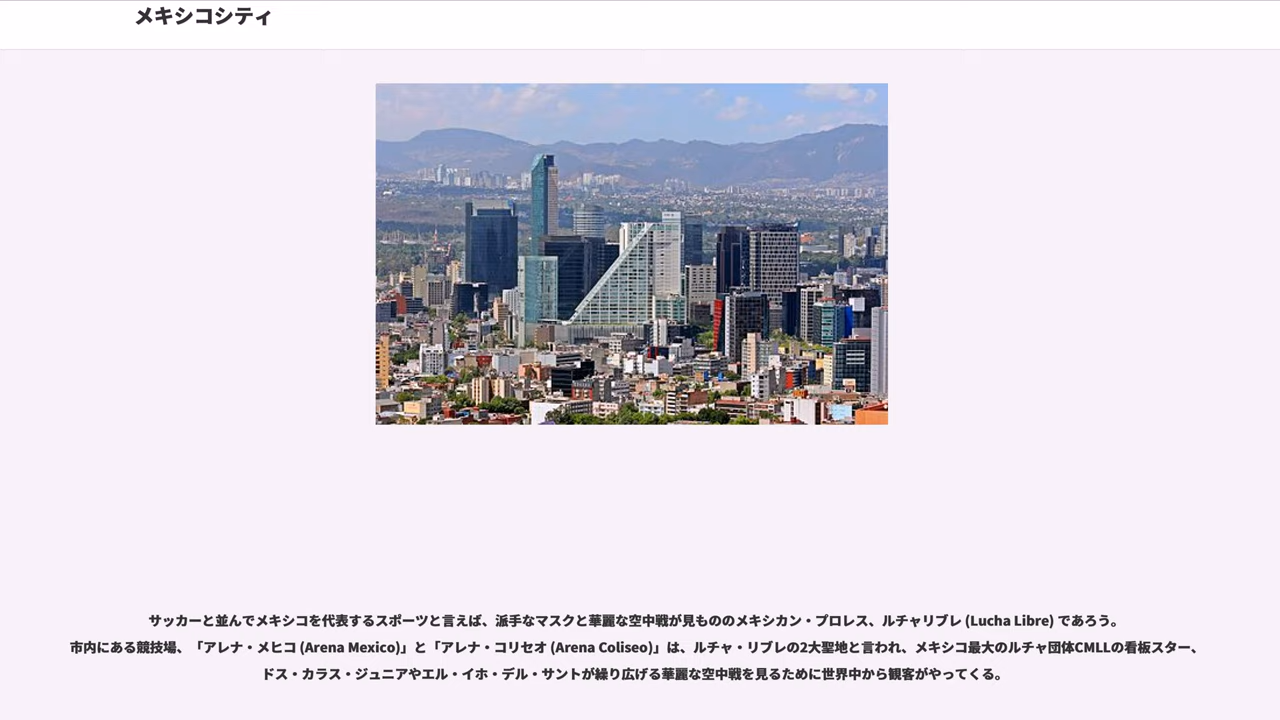 メキシコシティ
サッカーと並んでメキシコを代表するスポーツと言えば、派手なマスクと華麗な空中戦が見もののメキシカン・プロレス、ルチャリブレ (Lucha Libre) であろう。
市内にある競技場、「アレナ・メヒコ (Arena Mexico)」と「アレナ・コリセオ (Arena Coliseo)」は、ルチャ・リブレの2大聖地と言われ、メキシコ最大のルチャ団体CMLLの看板スター、
ドス・カラス・ジュニアやエル・イホ・デル・サントが繰り広げる華麗な空中戦を見るために世界中から観客がやってくる。